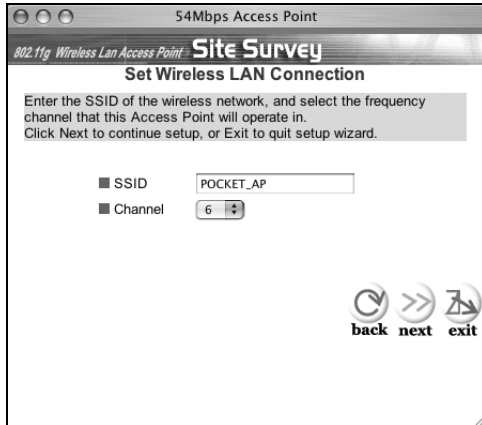 54Mbps Access Point
802.11g Wireless Lan Access Point Site Survey
Set Wireless LAN Connection
Enter the SSID of the wireless network, and select the frequency
channel that this Access Point will operate in.
Click Next to continue setup, or Exit to quit setup wizard.
SSID POCKET_AP
Channel 6
back next exit